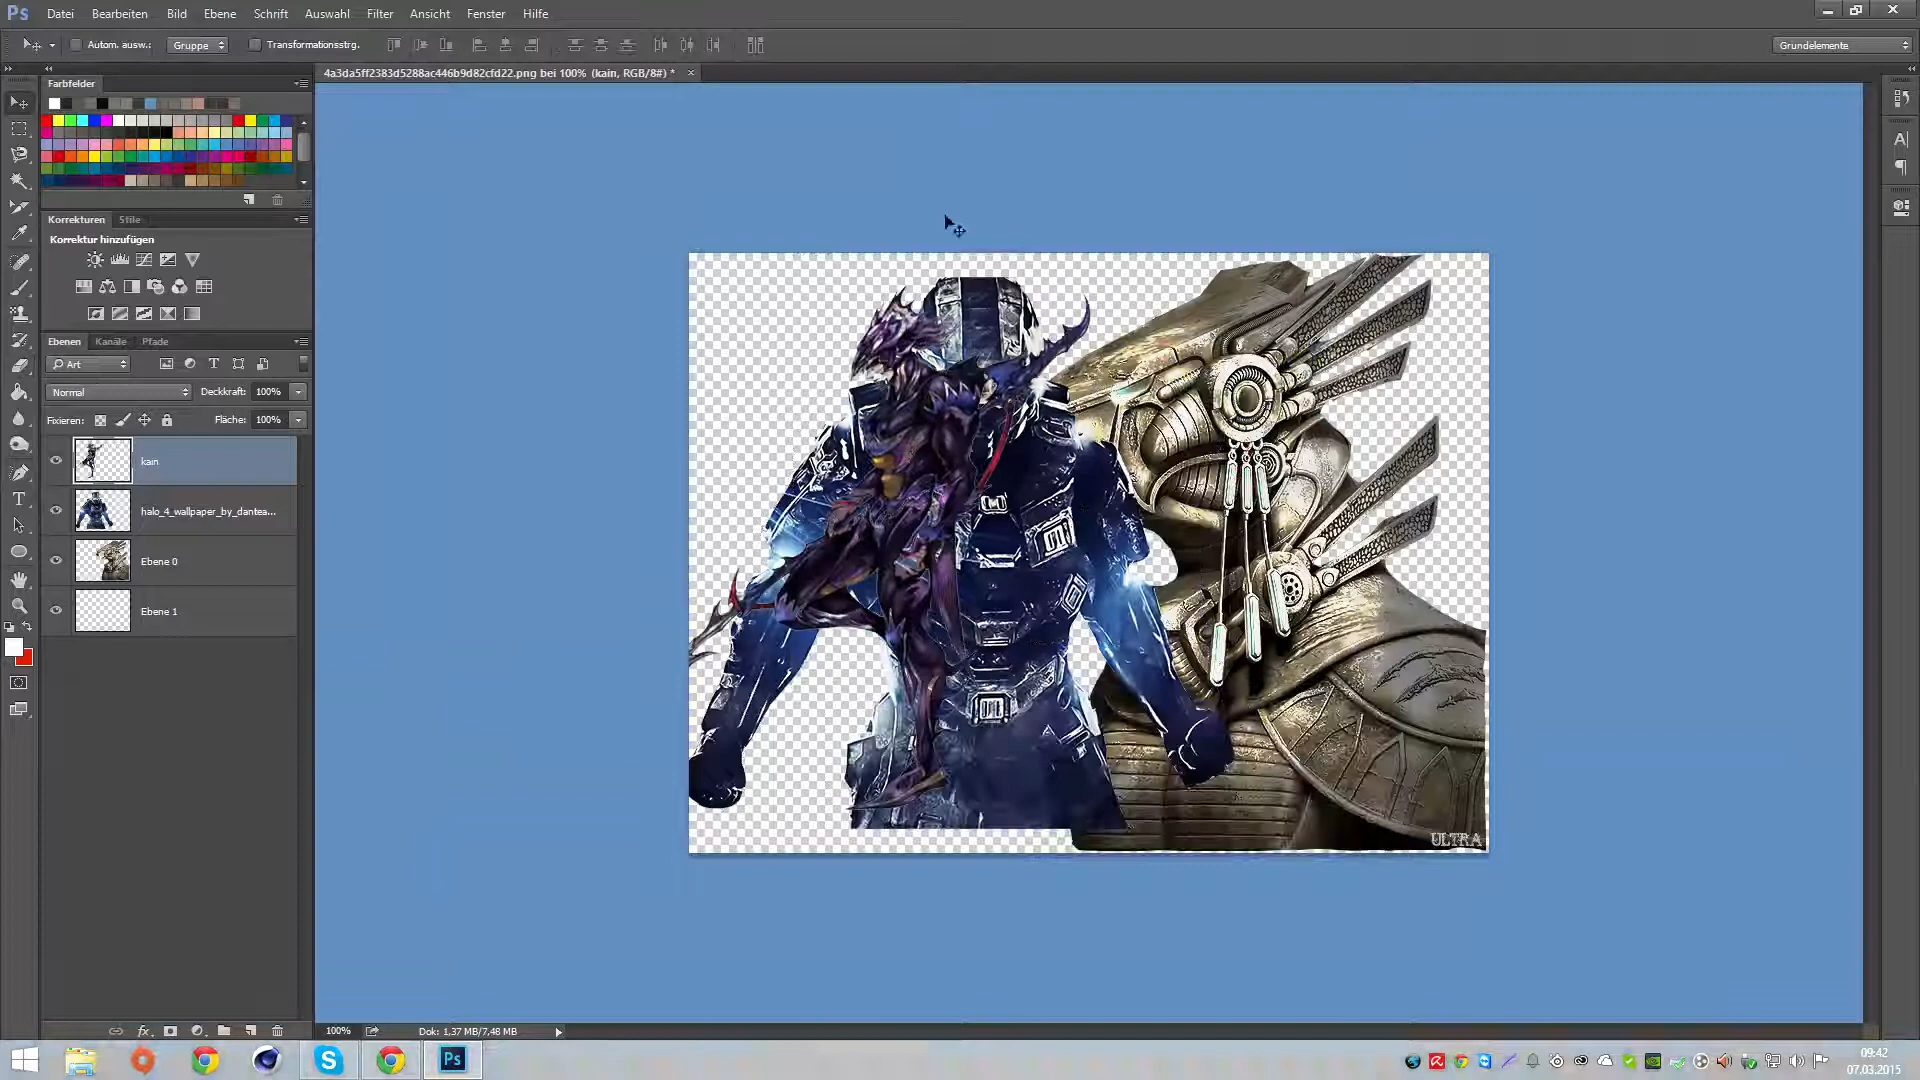 Ps Datei Bearbeiten Bild Ebene Schrift Auswahl Filter Ansicht Fenster Hilfe
Autom. ausw.: Gruppe Transformationsstrg. Grundelemente
4a3da5ff2383d5288ac446b9d82cfd22.png bei 100% (kain, RGB/8#) *
Farbfelder
Korrekturen Stile
Korrektur hinzufügen
Ebenen Kanäle Pfade
Art
Normal Deckkraft: 100%
Fixieren: Fläche: 100%
kain
halo_4_wallpaper_by_dantea...
Ebene 0
Ebene 1
ULTRA
fx
100% Dok: 1,37 MB/7,48 MB
Ps
09:42
07.03.2015